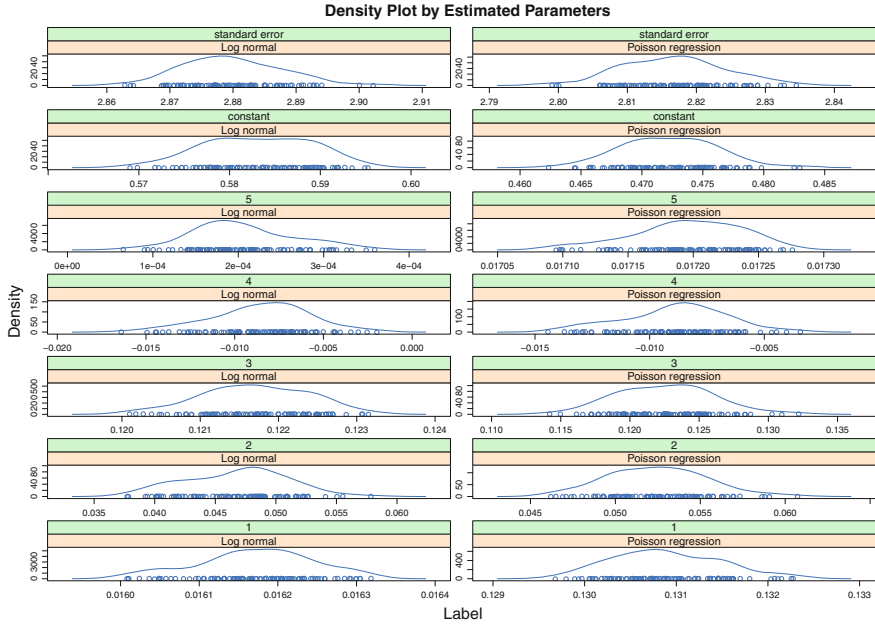 Density Plot by Estimated Parameters
standard error standard error
Log normal Poisson regression
0 20 40 0 20 40
2.86 2.87 2.88 2.89 2.90 2.91 2.79 2.80 2.81 2.82 2.83 2.84
constant constant
Log normal Poisson regression
0 20 40 0 40 80
0.57 0.58 0.59 0.60 0.460 0.465 0.470 0.475 0.480 0.485
5 5
Log normal Poisson regression
0 4000 0 4000
0e+00 1e−04 2e−04 3e−04 4e−04 0.01705 0.01710 0.01715 0.01720 0.01725 0.01730
4 4
Log normal Poisson regression
0 50 150 0 100
−0.020 −0.015 −0.010 −0.005 0.000 −0.015 −0.010 −0.005
3 3
Log normal Poisson regression
0 200 500 0 40 80
0.120 0.121 0.122 0.123 0.124 0.110 0.115 0.120 0.125 0.130 0.135
2 2
Log normal Poisson regression
0 40 80 0 50
0.035 0.040 0.045 0.050 0.055 0.060 0.045 0.050 0.055 0.060
1 1
Log normal Poisson regression
0 3000 0 400
0.0160 0.0161 0.0162 0.0163 0.0164 0.129 0.130 0.131 0.132 0.133
Density
Label